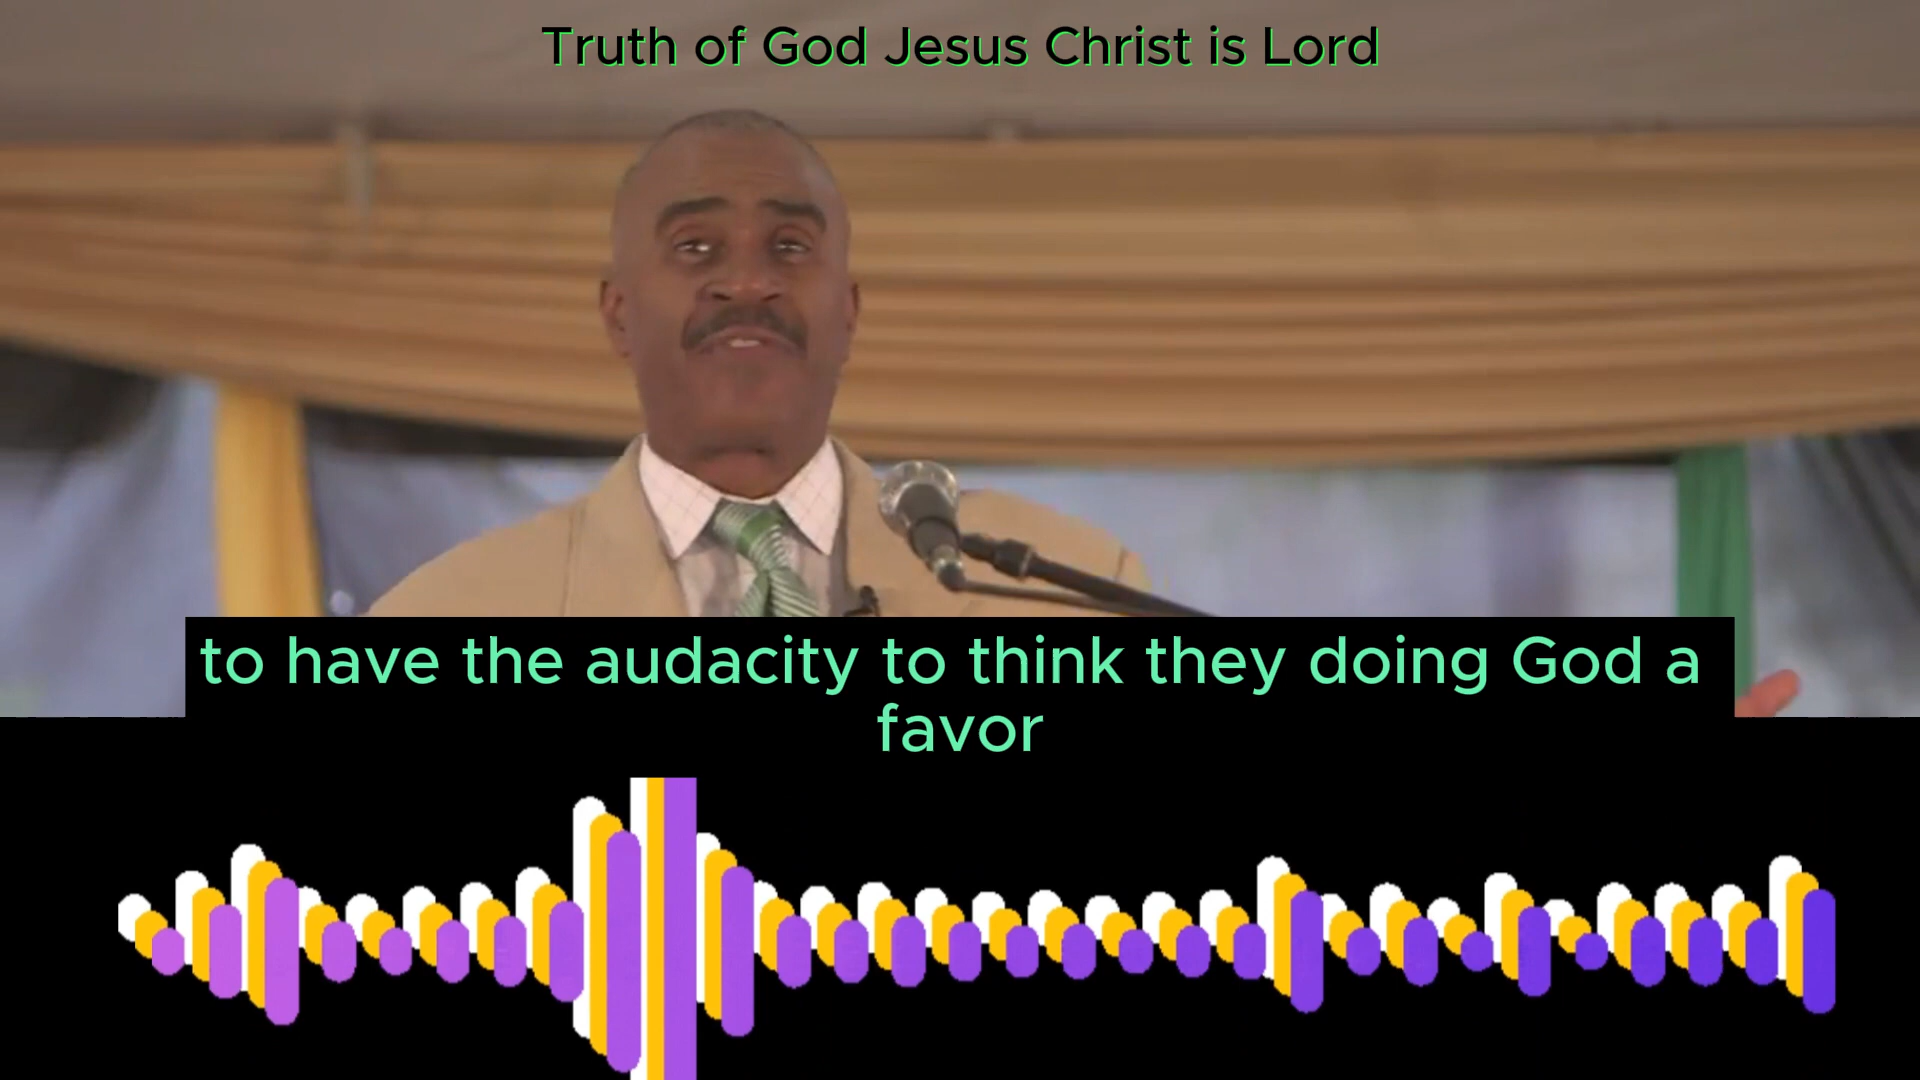 Truth of God Jesus Christ is Lord
to have the audacity to think they doing God a
favor